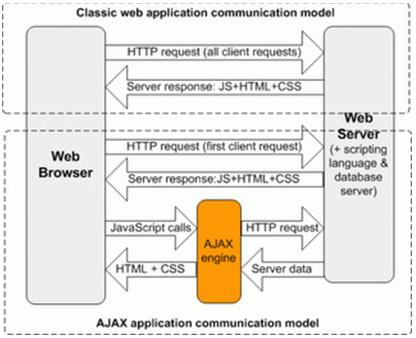 Classic web application communication model
HTTP request (all client requests)
Server response: JS+HTML+CSS
Web
Browser
Web
Server
(+ scripting
language &
database
server)
HTTP request (first client request)
Server response:JS+HTML+CSS
JavaScript calls
AJAX
engine
HTTP request
HTML + CSS
Server data
AJAX application communication model